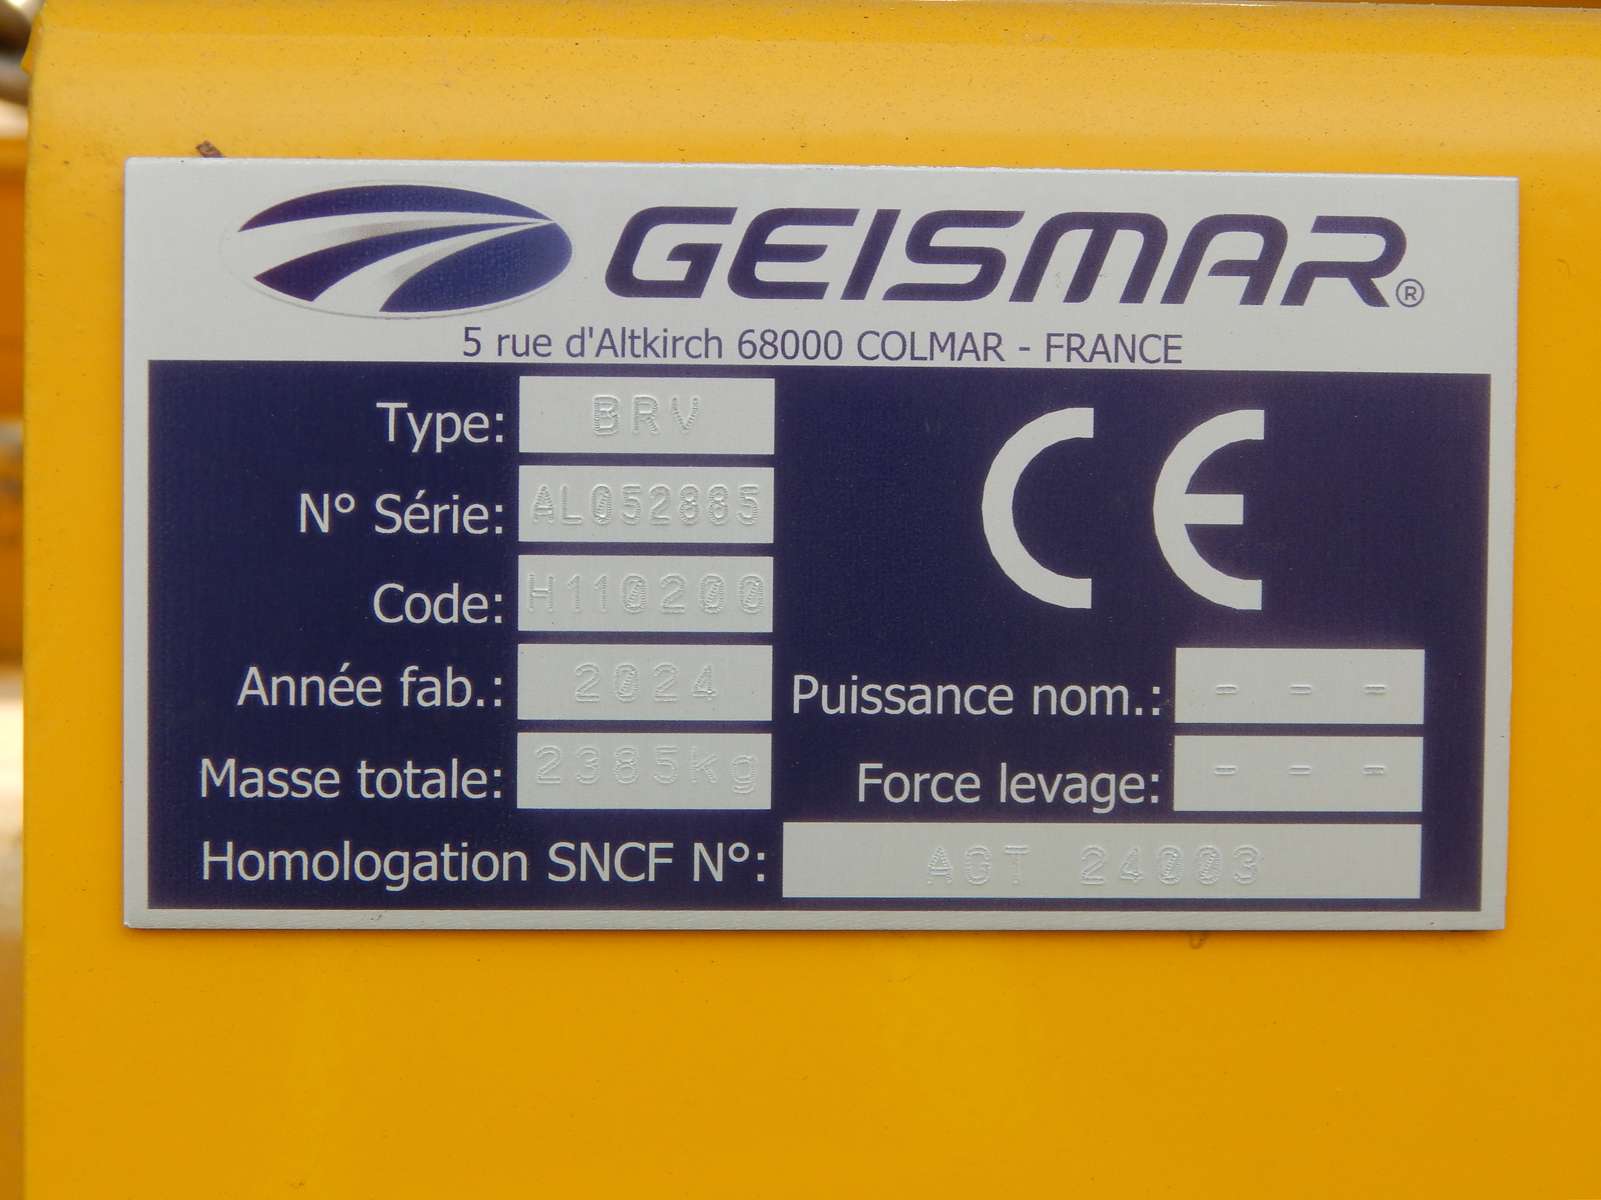 GEISMAR®
5 rue d'Altkirch 68000 COLMAR - FRANCE
Type: BRV
N° Série: AL052885
Code: H110200
Année fab.: 2024
Puissance nom.: - - -
Masse totale: 2385kg
Force levage: - - -
Homologation SNCF N°: AGT 24003
CE